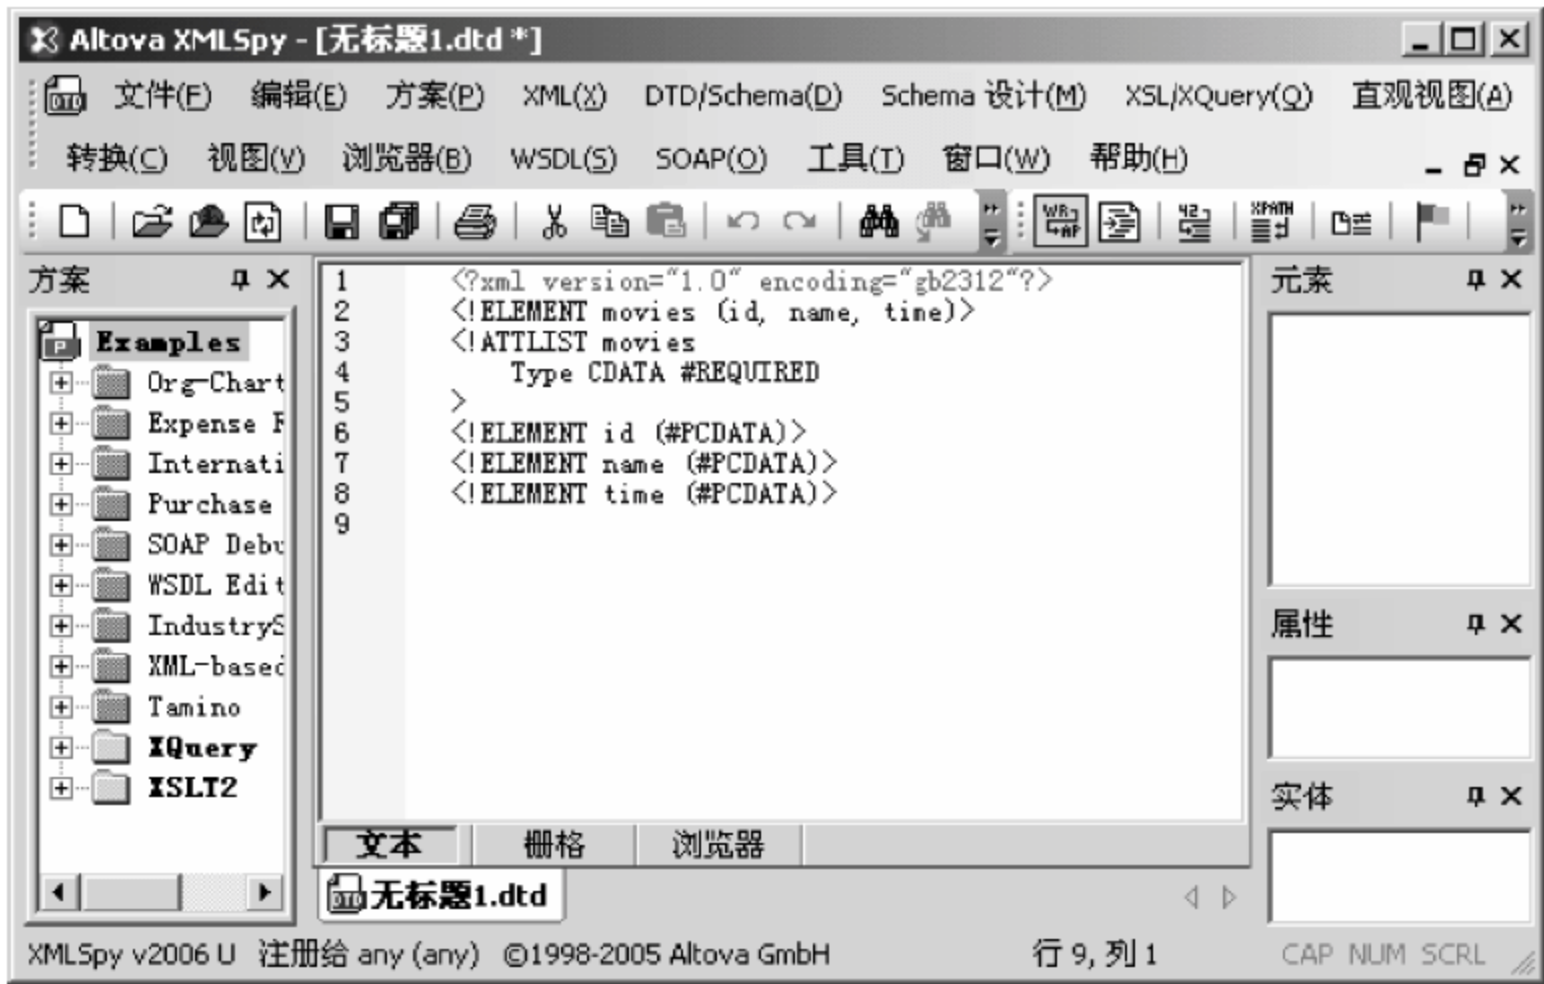 Altova XMLSpy - [无标题1.dtd *]
文件(F) 编辑(E) 方案(P) XML(X) DTD/Schema(D) Schema 设计(M) XSL/XQuery(Q) 直观视图(A)
转换(C) 视图(V) 浏览器(B) WSDL(S) SOAP(O) 工具(T) 窗口(W) 帮助(H)
方案
Examples
Org-Chart
Expense R
Internati
Purchase
SOAP Debu
WSDL Edit
IndustryS
XML-based
Tamino
XQuery
XSLT2
1 <?xml version="1.0" encoding="gb2312"?>
2 <!ELEMENT movies (id, name, time)>
3 <!ATTLIST movies
4 Type CDATA #REQUIRED
5 >
6 <!ELEMENT id (#PCDATA)>
7 <!ELEMENT name (#PCDATA)>
8 <!ELEMENT time (#PCDATA)>
9
文本 栅格 浏览器
无标题1.dtd
元素
属性
实体
XMLSpy v2006 U 注册给 any (any) ©1998-2005 Altova GmbH 行 9, 列 1 CAP NUM SCRL